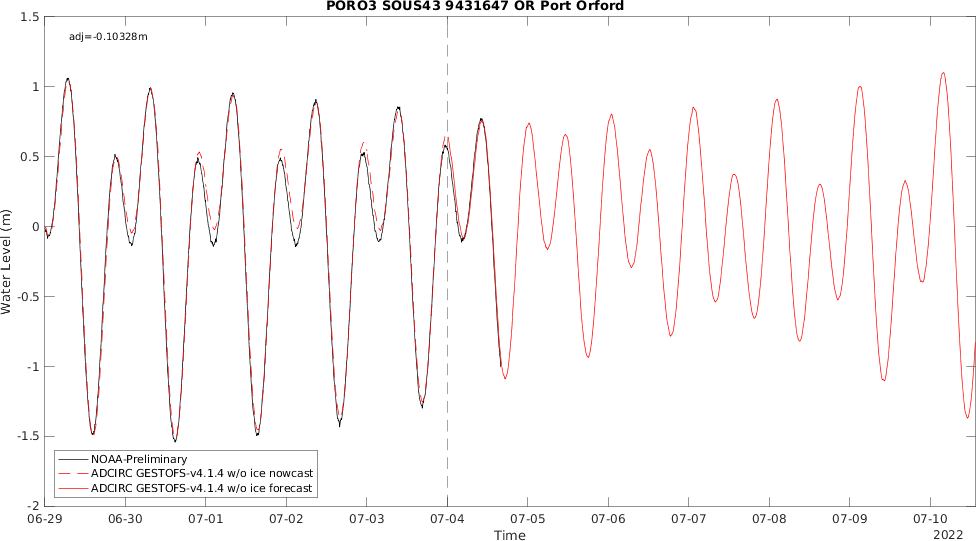 PORO3 SOUS43 9431647 OR Port Orford
adj=-0.10328m
1.5
1
0.5
0
-0.5
-1
-1.5
-2
Water Level (m)
NOAA-Preliminary
ADCIRC GESTOFS-v4.1.4 w/o ice nowcast
ADCIRC GESTOFS-v4.1.4 w/o ice forecast
06-29 06-30 07-01 07-02 07-03 07-04 07-05 07-06 07-07 07-08 07-09 07-10
Time
2022